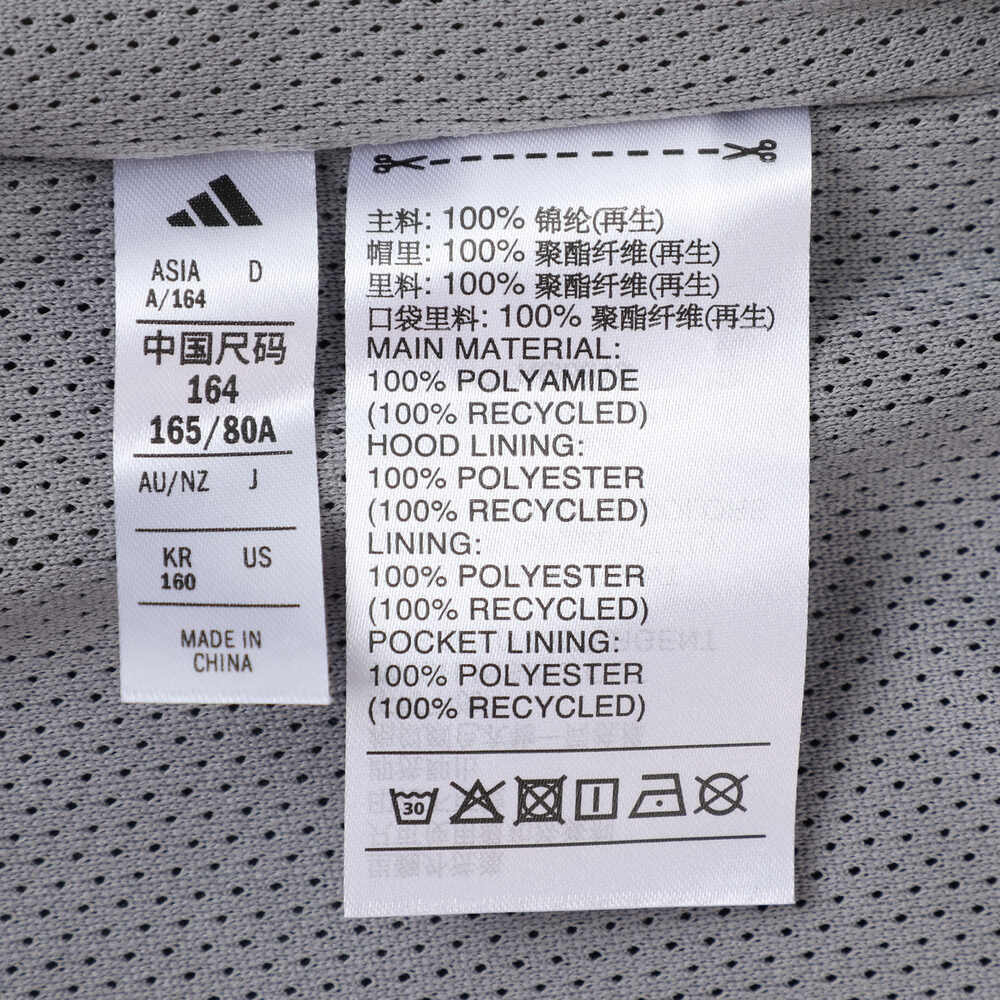 ASIA D
A/164
中国尺码
164
165/80A
AU/NZ J
KR US
160
MADE IN
CHINA
主料: 100% 锦纶(再生)
帽里: 100% 聚酯纤维(再生)
里料: 100% 聚酯纤维(再生)
口袋里料: 100% 聚酯纤维(再生)
MAIN MATERIAL:
100% POLYAMIDE
(100% RECYCLED)
HOOD LINING:
100% POLYESTER
(100% RECYCLED)
LINING:
100% POLYESTER
(100% RECYCLED)
POCKET LINING:
100% POLYESTER
(100% RECYCLED)
30